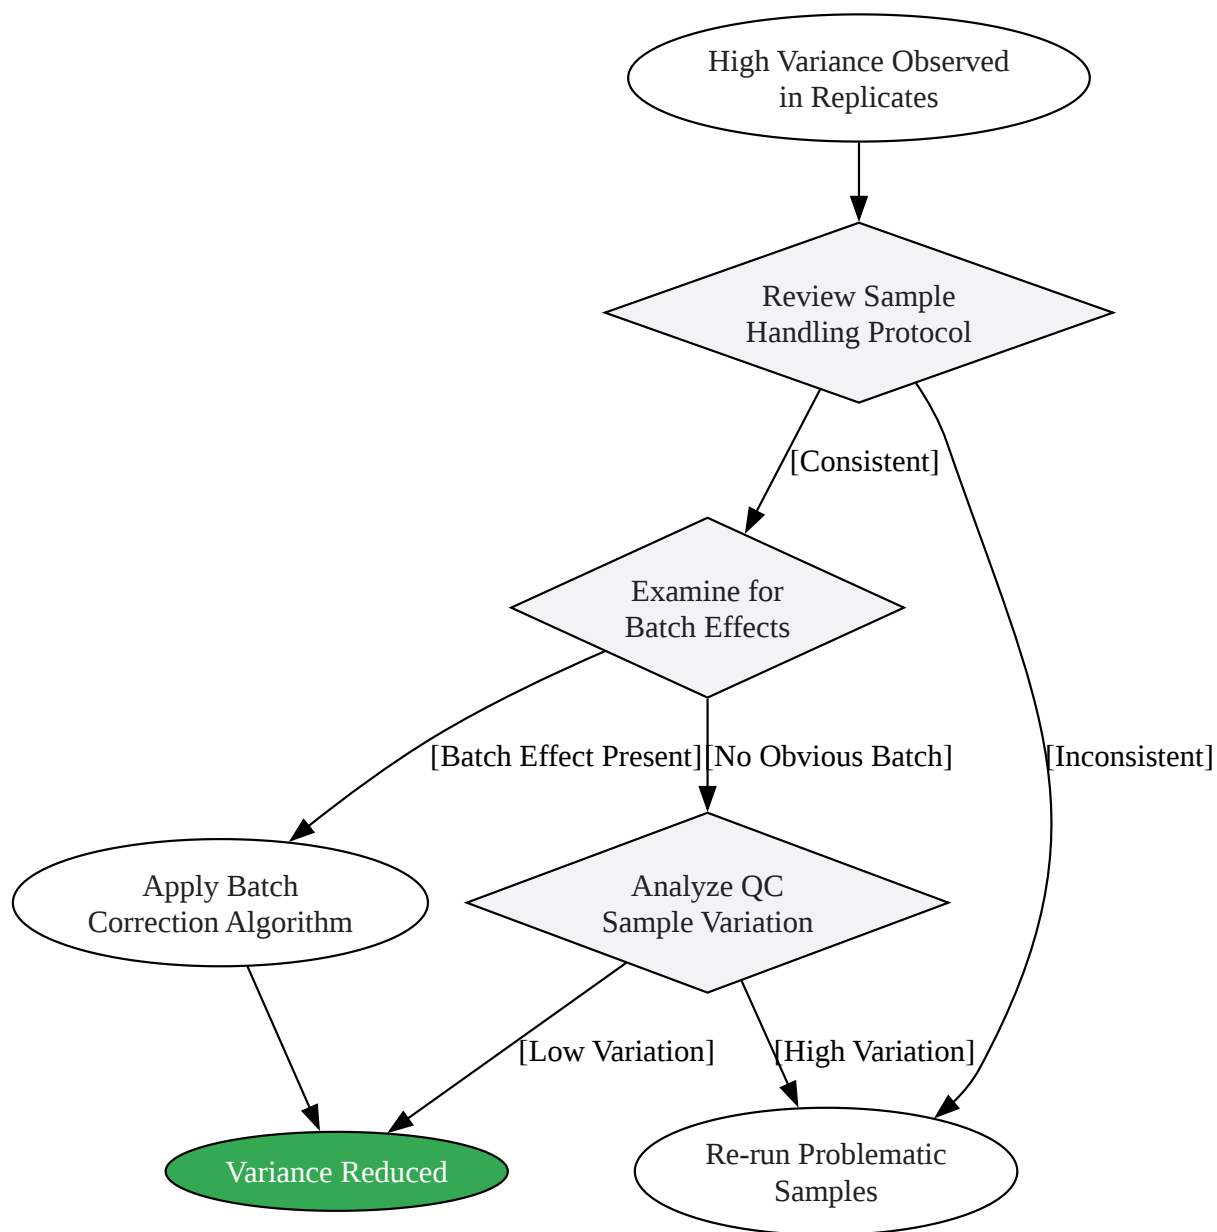 High Variance Observed
in Replicates
Review Sample
Handling Protocol
[Consistent]
Examine for
Batch Effects
[Batch Effect Present]
[No Obvious Batch]
[Inconsistent]
Apply Batch
Correction Algorithm
Analyze QC
Sample Variation
[Low Variation]
[High Variation]
Variance Reduced
Re-run Problematic
Samples